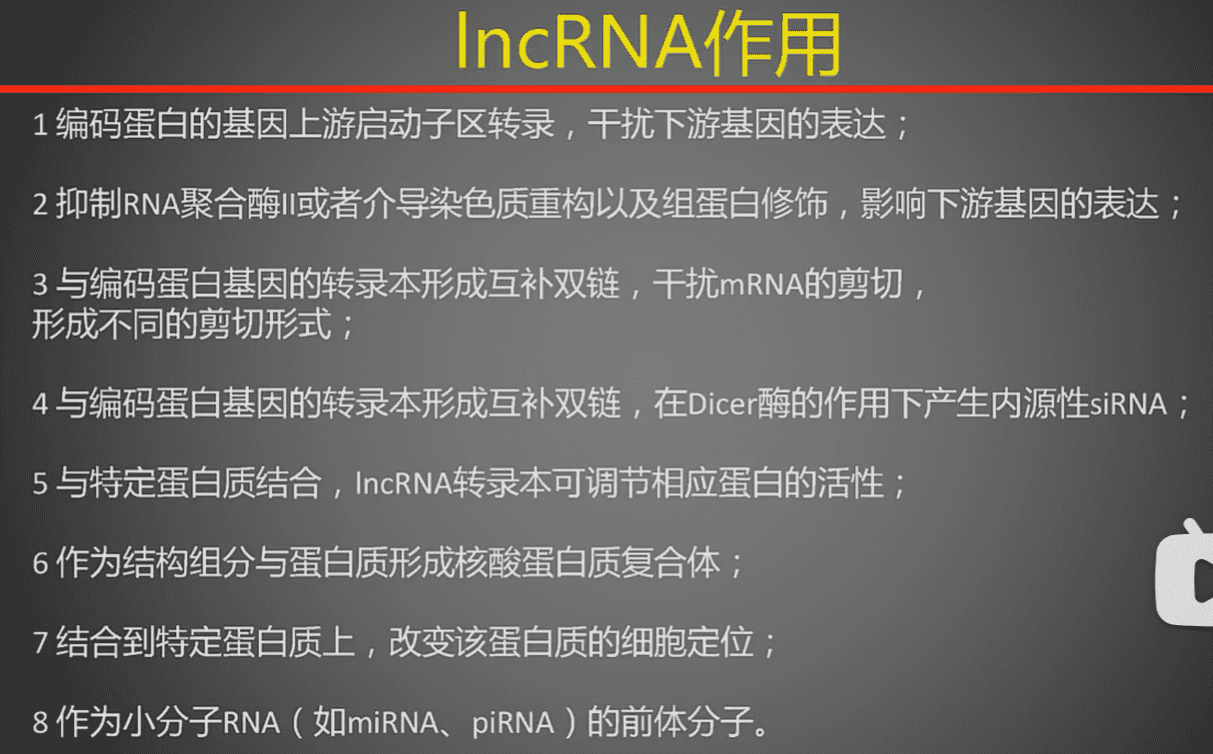 lncRNA作用
1 编码蛋白的基因上游启动子区转录，干扰下游基因的表达；
2 抑制RNA聚合酶II或者介导染色质重构以及组蛋白修饰，影响下游基因的表达；
3 与编码蛋白基因的转录本形成互补双链，干扰mRNA的剪切，
形成不同的剪切形式；
4 与编码蛋白基因的转录本形成互补双链，在Dicer酶的作用下产生内源性siRNA；
5 与特定蛋白质结合，lncRNA转录本可调节相应蛋白的活性；
6 作为结构组分与蛋白质形成核酸蛋白质复合体；
7 结合到特定蛋白质上，改变该蛋白质的细胞定位；
8 作为小分子RNA（如miRNA、piRNA）的前体分子。